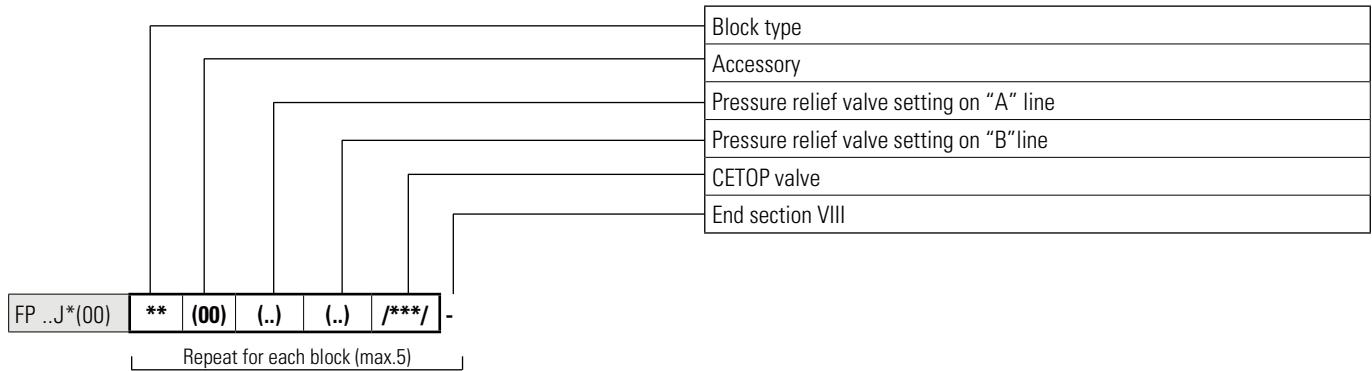 Block type
Accessory
Pressure relief valve setting on “A” line
Pressure relief valve setting on “B”line
CETOP valve
End section VIII
FP ..J*(00) ** (00) (..) (..) /***/ -
Repeat for each block (max.5)